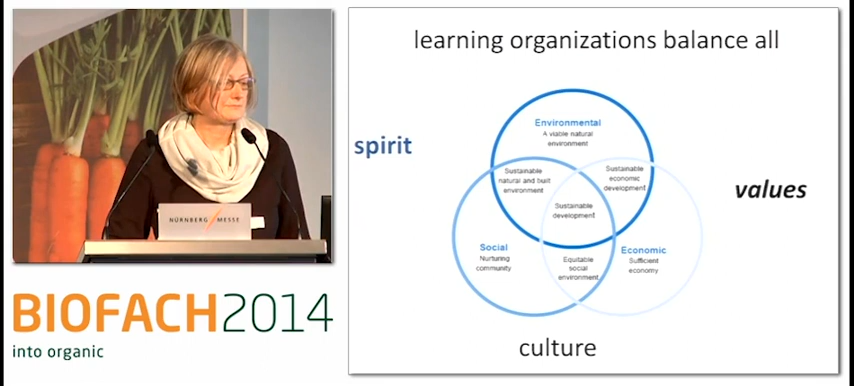 NÜRNBERG MESSE
BIOFACH2014
into organic
learning organizations balance all
spirit
Environmental
A viable natural
environment
Sustainable
natural and built
environment
Sustainable
economic
development
Sustainable
development
values
Social
Nurturing
community
Economic
Sufficient
economy
Equitable
social
environment
culture